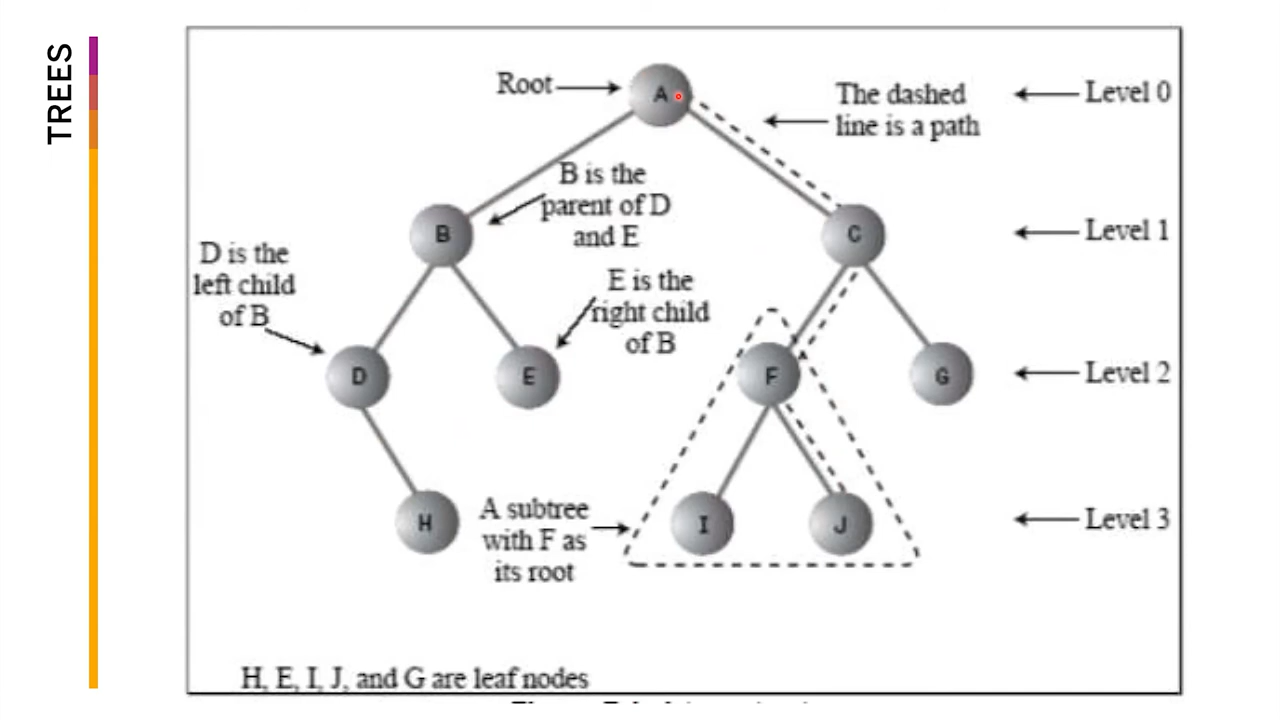 TREES
Root
A
The dashed
line is a path
Level 0
B is the
parent of D
and E
B
C
Level 1
D is the
left child
of B
E is the
right child
of B
D
E
F
G
Level 2
H
A subtree
with F as
its root
I
J
Level 3
H, E, I, J, and G are leaf nodes